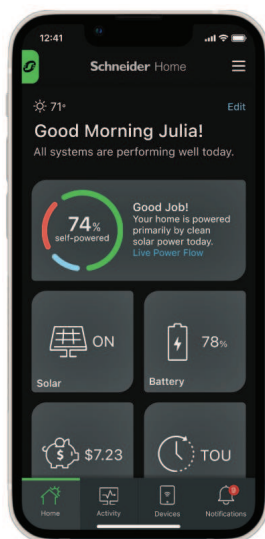 12:41
Schneider Home
71°
Edit
Good Morning Julia!
All systems are performing well today.
74%
self-powered
Good Job!
Your home is powered
primarily by clean
solar power today.
Live Power Flow
ON
Solar
78%
Battery
$
$7.23
TOU
Home
Activity
Devices
Notifications